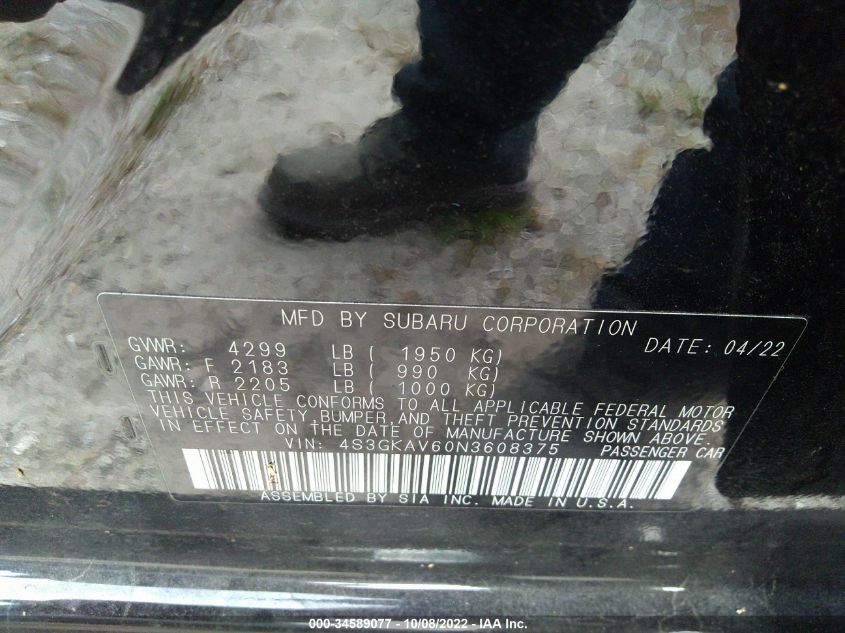 MFD BY SUBARU CORPORATION
GVWR: 4299 LB ( 1950 KG) DATE: 04/22
GAWR: F 2183 LB ( 990 KG)
GAWR: R 2205 LB ( 1000 KG)
THIS VEHICLE CONFORMS TO ALL APPLICABLE FEDERAL MOTOR
VEHICLE SAFETY BUMPER,AND THEFT PREVENTION STANDARDS
IN EFFECT ON THE DATE OF MANUFACTURE SHOWN ABOVE.
VIN: 4S3GKAV60N3608375 PASSENGER CAR
ASSEMBLED BY SIA INC. MADE IN U.S.A.
000-34589077 - 10/08/2022 - IAA Inc.